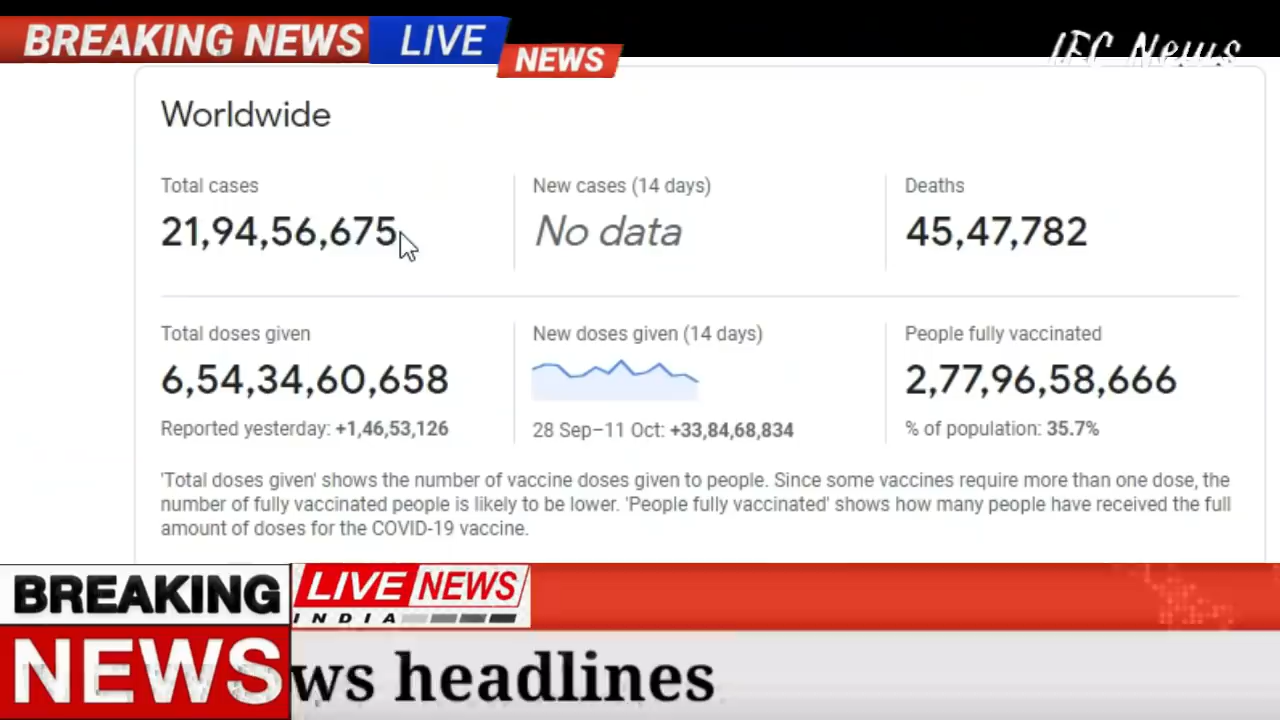 BREAKING NEWS LIVE
NEWS
IFC News
Worldwide
Total cases
21,94,56,675
New cases (14 days)
No data
Deaths
45,47,782
Total doses given
6,54,34,60,658
Reported yesterday: +1,46,53,126
New doses given (14 days)
28 Sep–11 Oct: +33,84,68,834
People fully vaccinated
2,77,96,58,666
% of population: 35.7%
'Total doses given' shows the number of vaccine doses given to people. Since some vaccines require more than one dose, the
number of fully vaccinated people is likely to be lower. 'People fully vaccinated' shows how many people have received the full
amount of doses for the COVID-19 vaccine.
BREAKING
NEWS
LIVE NEWS
INDIA
ws headlines